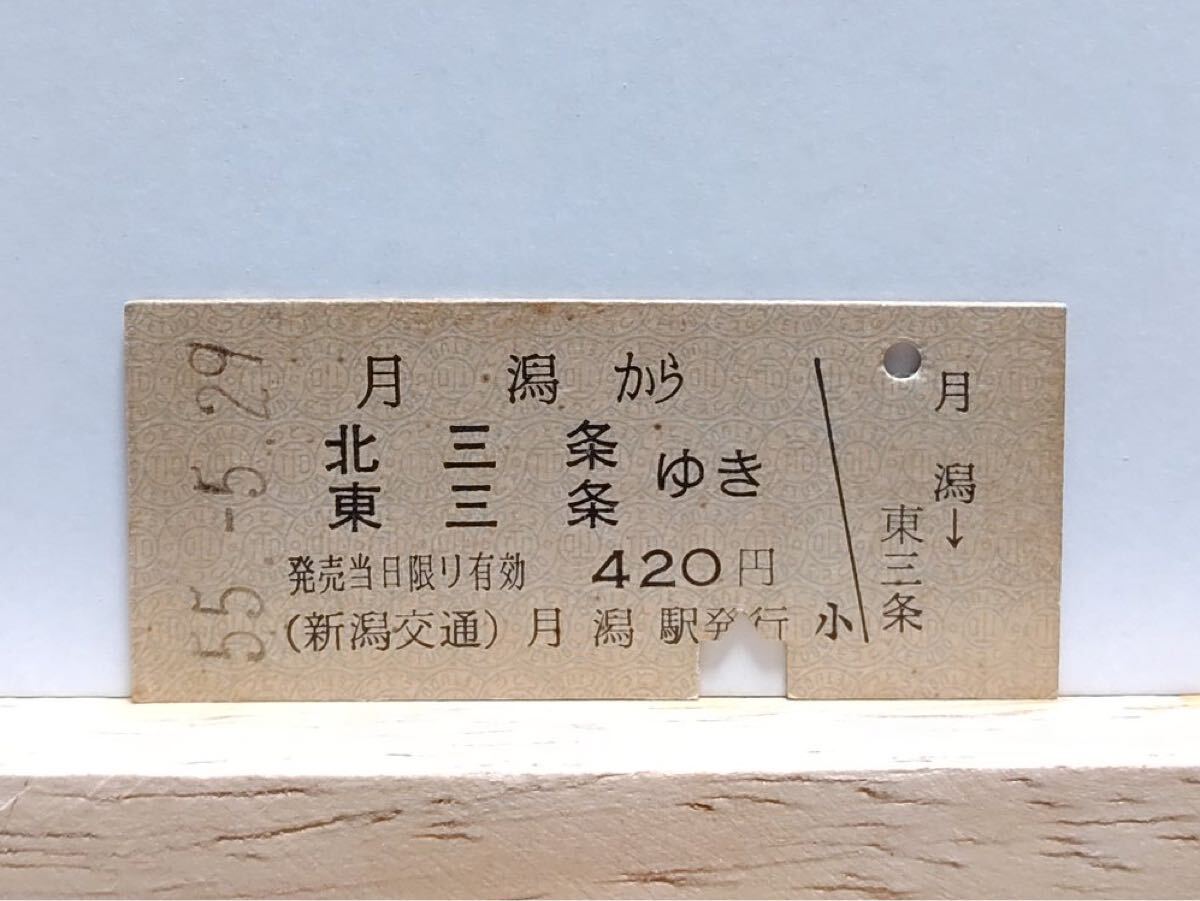 55.-5.29
月潟から
北三条
東三条 ゆき
発売当日限り有効 420円
(新潟交通) 月潟駅発行 小
月潟→
東三条